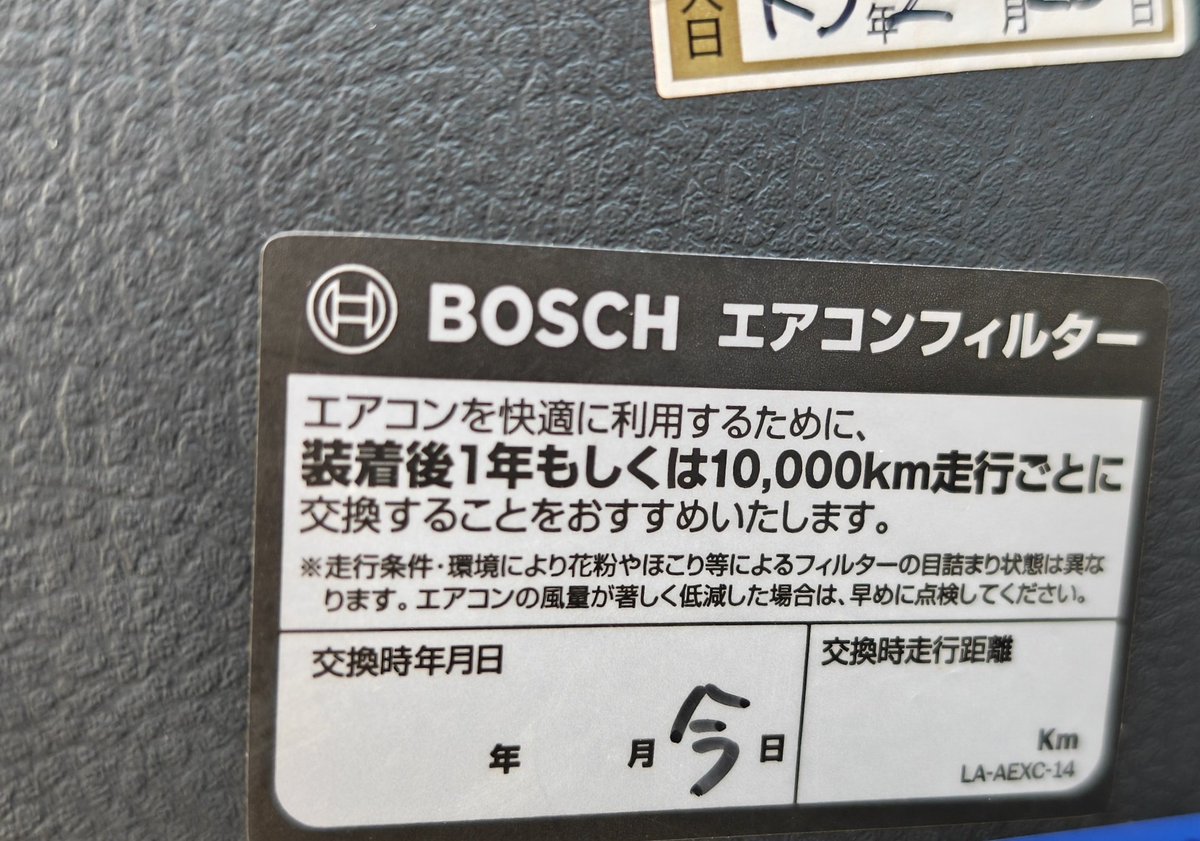 日
年 月 日
BOSCH エアコンフィルター
エアコンを快適に利用するために、
装着後1年もしくは10,000km走行ごとに
交換することをおすすめいたします。
※走行条件・環境により花粉やほこり等によるフィルターの目詰まり状態は異な
ります。エアコンの風量が著しく低減した場合は、早めに点検してください。
交換時年月日
年 月 今 日
交換時走行距離
Km
LA-AEXC-14